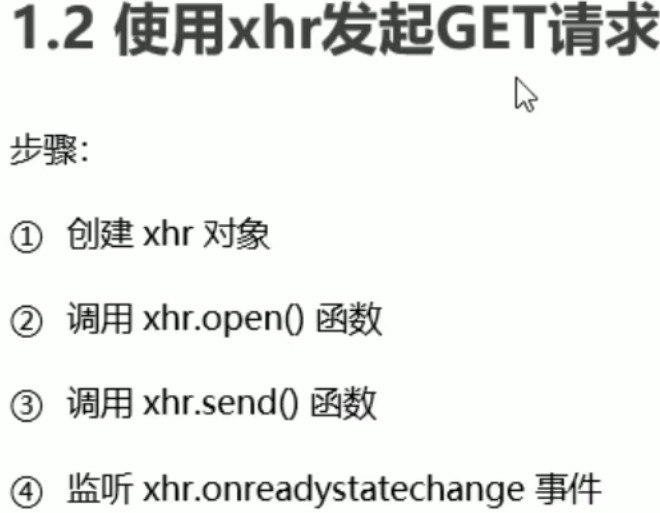 1.2 使用xhr发起GET请求
步骤：
① 创建 xhr 对象
② 调用 xhr.open() 函数
③ 调用 xhr.send() 函数
④ 监听 xhr.onreadystatechange 事件